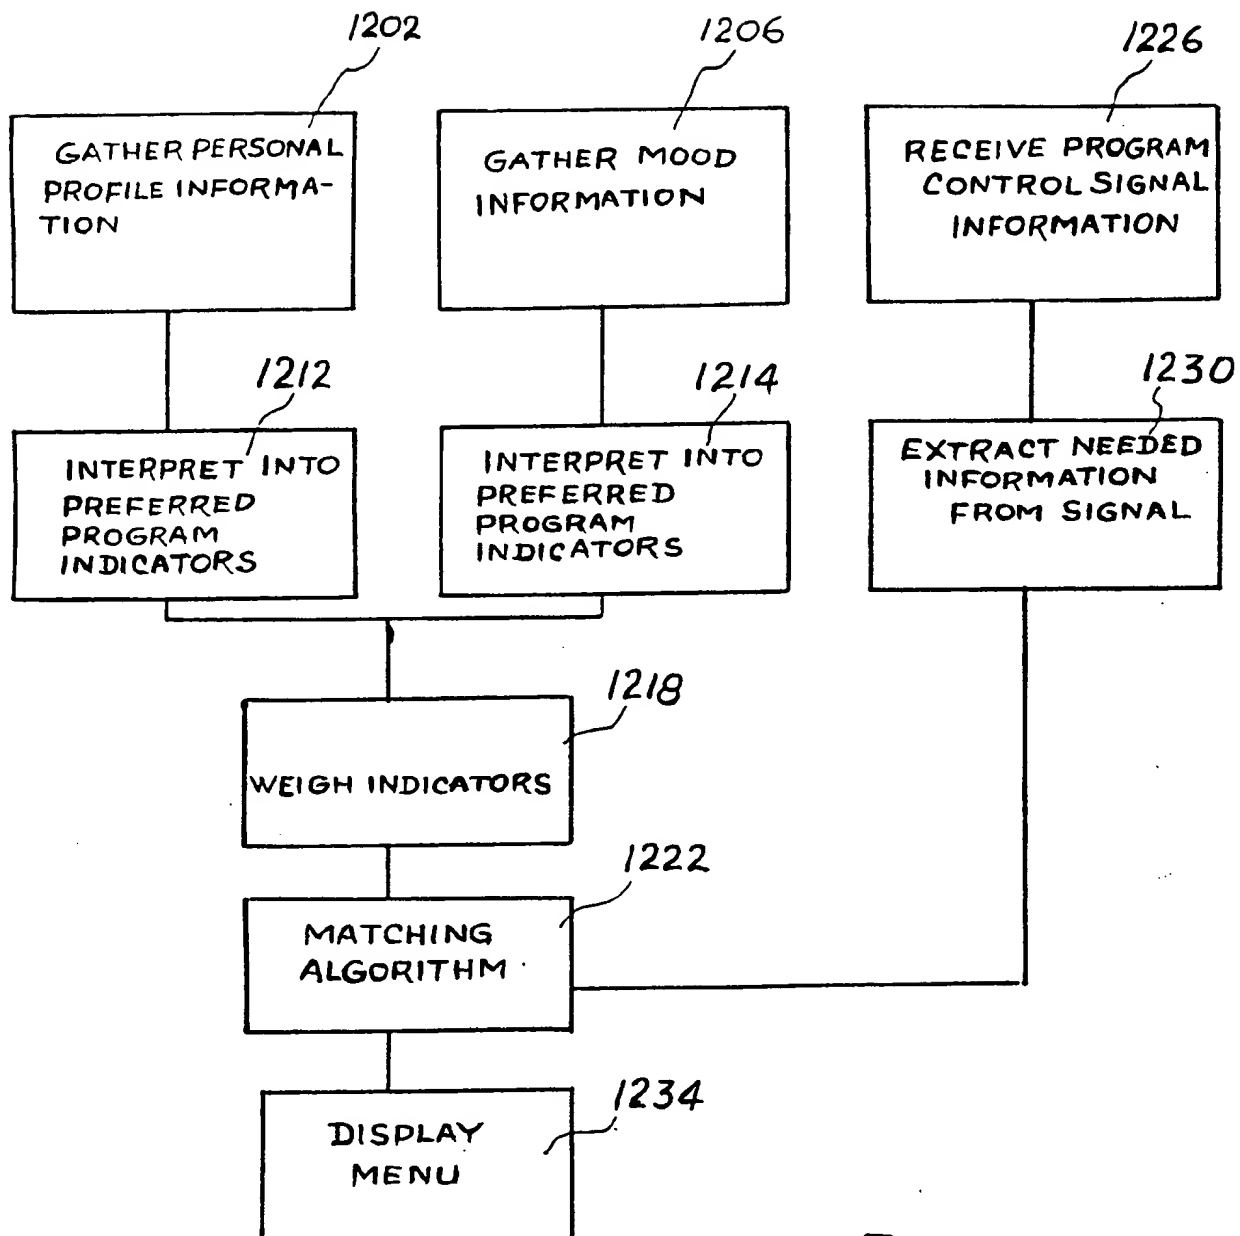 1202
GATHER PERSONAL
PROFILE INFORMA-
TION
1206
GATHER MOOD
INFORMATION
1226
RECEIVE PROGRAM
CONTROL SIGNAL
INFORMATION
1212
INTERPRET INTO
PREFERRED
PROGRAM
INDICATORS
1214
INTERPRET INTO
PREFERRED
PROGRAM
INDICATORS
1230
EXTRACT NEEDED
INFORMATION
FROM SIGNAL
1218
WEIGH INDICATORS
1222
MATCHING
ALGORITHM
1234
DISPLAY
MENU